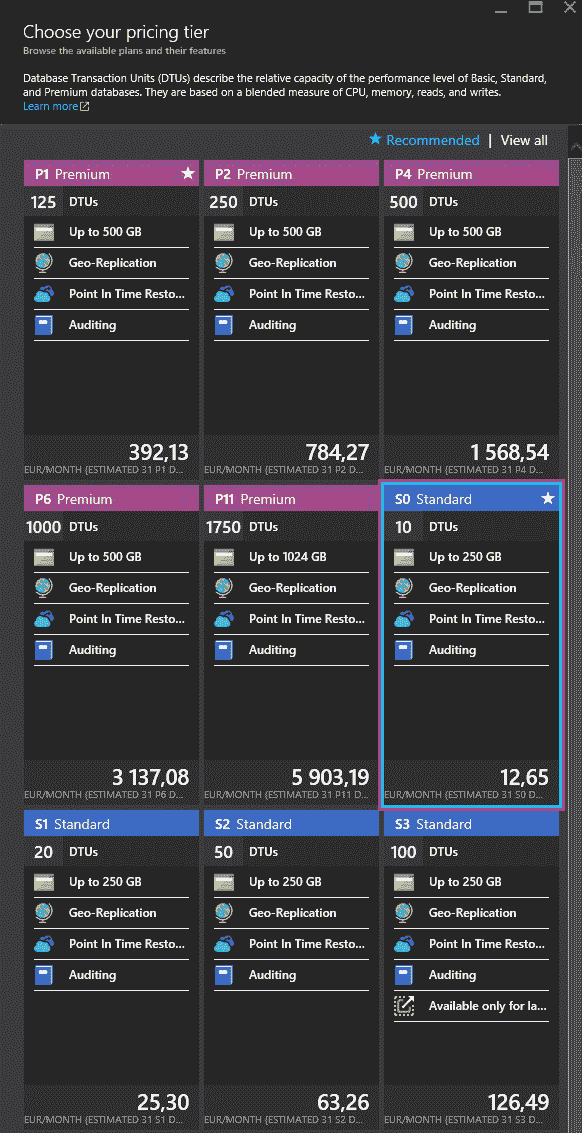 Choose your pricing tier
Browse the available plans and their features
Database Transaction Units (DTUs) describe the relative capacity of the performance level of Basic, Standard,
and Premium databases. They are based on a blended measure of CPU, memory, reads, and writes.
Learn more
Recommended | View all
P1 Premium
125 DTUs
Up to 500 GB
Geo-Replication
Point In Time Resto...
Auditing
392,13
EUR/MONTH (ESTIMATED 31 P1 D...
P2 Premium
250 DTUs
Up to 500 GB
Geo-Replication
Point In Time Resto...
Auditing
784,27
EUR/MONTH (ESTIMATED 31 P2 D...
P4 Premium
500 DTUs
Up to 500 GB
Geo-Replication
Point In Time Resto...
Auditing
1 568,54
EUR/MONTH (ESTIMATED 31 P4 D...
P6 Premium
1000 DTUs
Up to 500 GB
Geo-Replication
Point In Time Resto...
Auditing
3 137,08
EUR/MONTH (ESTIMATED 31 P6 D...
P11 Premium
1750 DTUs
Up to 1024 GB
Geo-Replication
Point In Time Resto...
Auditing
5 903,19
EUR/MONTH (ESTIMATED 31 P11 D...
S0 Standard
10 DTUs
Up to 250 GB
Geo-Replication
Point In Time Resto...
Auditing
12,65
EUR/MONTH (ESTIMATED 31 S0 D...
S1 Standard
20 DTUs
Up to 250 GB
Geo-Replication
Point In Time Resto...
Auditing
25,30
EUR/MONTH (ESTIMATED 31 S1 D...
S2 Standard
50 DTUs
Up to 250 GB
Geo-Replication
Point In Time Resto...
Auditing
63,26
EUR/MONTH (ESTIMATED 31 S2 D...
S3 Standard
100 DTUs
Up to 250 GB
Geo-Replication
Point In Time Resto...
Auditing
Available only for la...
126,49
EUR/MONTH (ESTIMATED 31 S3 D...